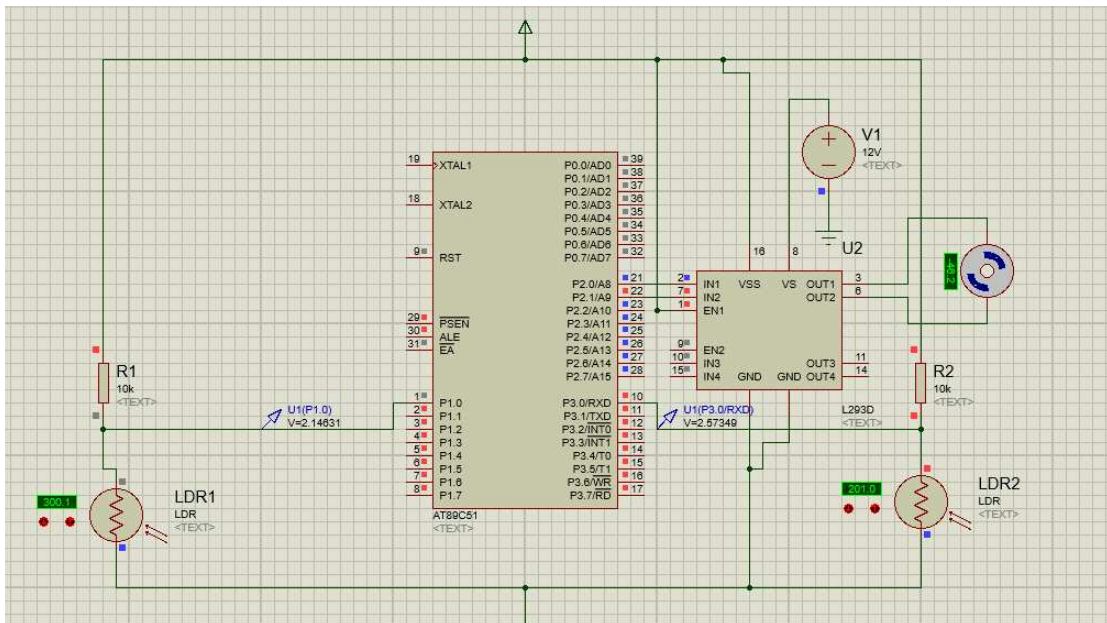 V1
12V
<TEXT>
U2
16
8
19
XTAL1
18
XTAL2
9
RST
29
PSEN
30
ALE
31
EA
1
P1.0
2
P1.1
3
P1.2
4
P1.3
5
P1.4
6
P1.5
7
P1.6
8
P1.7
P0.0/AD0
39
P0.1/AD1
38
P0.2/AD2
37
P0.3/AD3
36
P0.4/AD4
35
P0.5/AD5
34
P0.6/AD6
33
P0.7/AD7
32
P2.0/A8
21
P2.1/A9
22
P2.2/A10
23
P2.3/A11
24
P2.4/A12
25
P2.5/A13
26
P2.6/A14
27
P2.7/A15
28
P3.0/RXD
10
P3.1/TXD
11
P3.2/INT0
12
P3.3/INT1
13
P3.4/T0
14
P3.5/T1
15
P3.6/WR
16
P3.7/RD
17
AT89C51
<TEXT>
2
IN1
7
IN2
1
EN1
9
EN2
10
IN3
15
IN4
VSS
VS
OUT1
3
OUT2
6
OUT3
11
OUT4
14
GND
GND
L293D
<TEXT>
-46.2
R1
10k
<TEXT>
U1(P1.0)
V=2.14631
U1(P3.0/RXD)
V=2.57349
R2
10k
<TEXT>
300.1
LDR1
LDR
<TEXT>
201.0
LDR2
LDR
<TEXT>